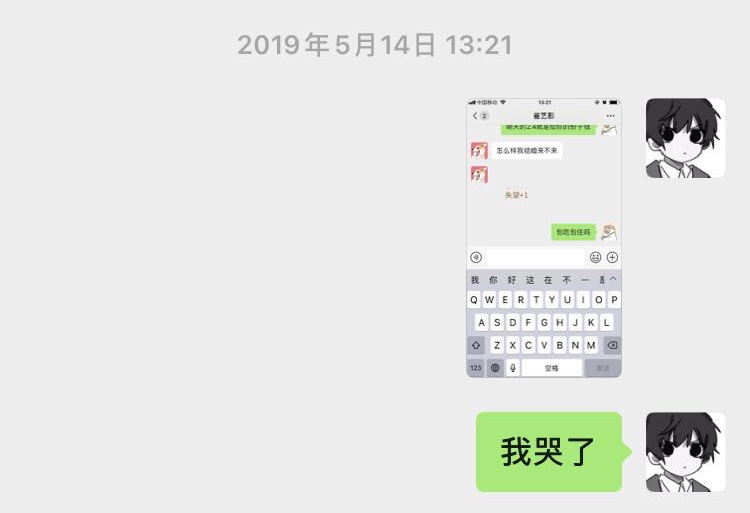 2019年5月14日 13:21
中国移动
13:21
2
崔艺影
明天的2.4就是给你的份子钱
怎么样我结婚来不来
失望+1
包吃包住吗
我 你 好 这 在 不 一 是
Q W E R T Y U I O P
A S D F G H J K L
Z X C V B N M
123
空格
发送
我哭了